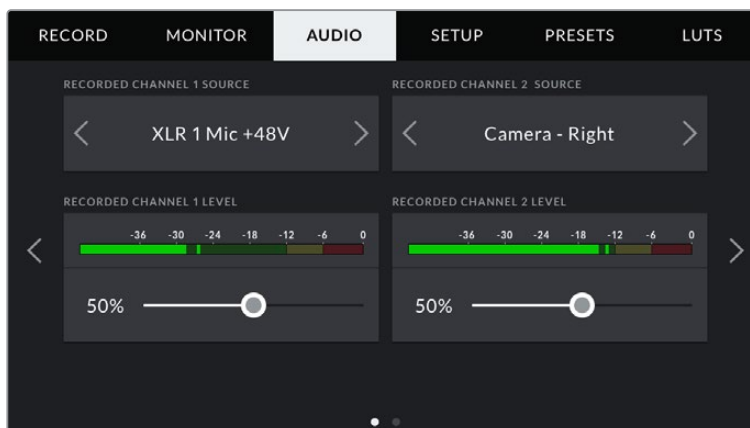 RECORD MONITOR AUDIO SETUP PRESETS LUTS
RECORDED CHANNEL 1 SOURCE RECORDED CHANNEL 2 SOURCE
XLR 1 Mic +48V Camera - Right
RECORDED CHANNEL 1 LEVEL RECORDED CHANNEL 2 LEVEL
-36 -30 -24 -18 -12 -6 0 -36 -30 -24 -18 -12 -6 0
50% 50%